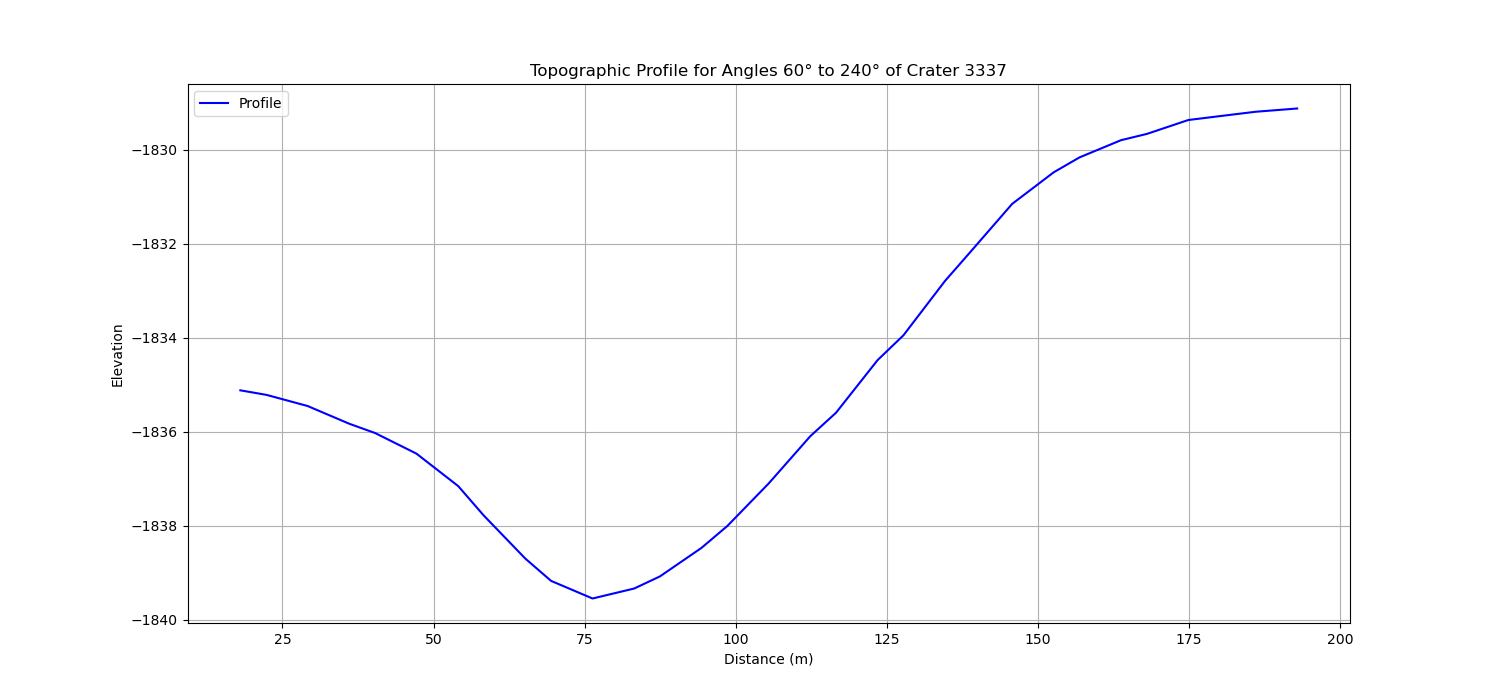 Topographic Profile for Angles 60° to 240° of Crater 3337
Profile
−1830
−1832
−1834
−1836
−1838
−1840
Elevation
25 50 75 100 125 150 175 200
Distance (m)